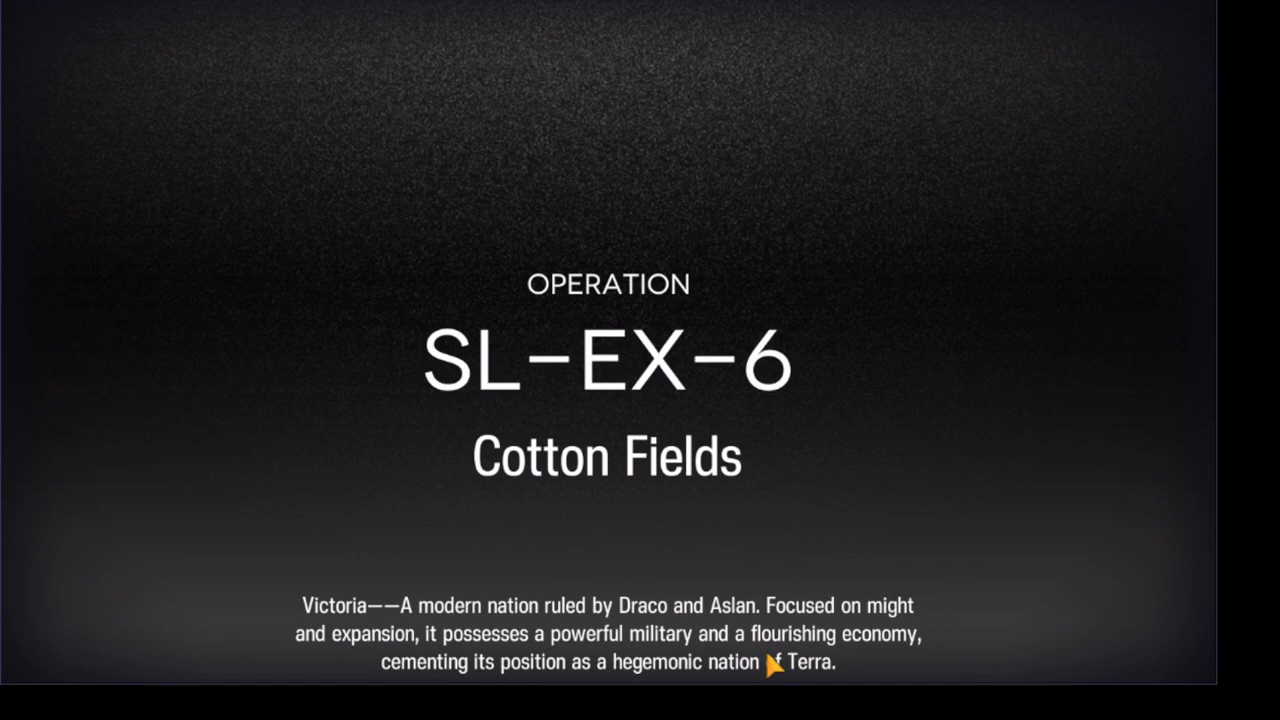 OPERATION
SL-EX-6
Cotton Fields
Victoria——A modern nation ruled by Draco and Aslan. Focused on might
and expansion, it possesses a powerful military and a flourishing economy,
cementing its position as a hegemonic nation of Terra.